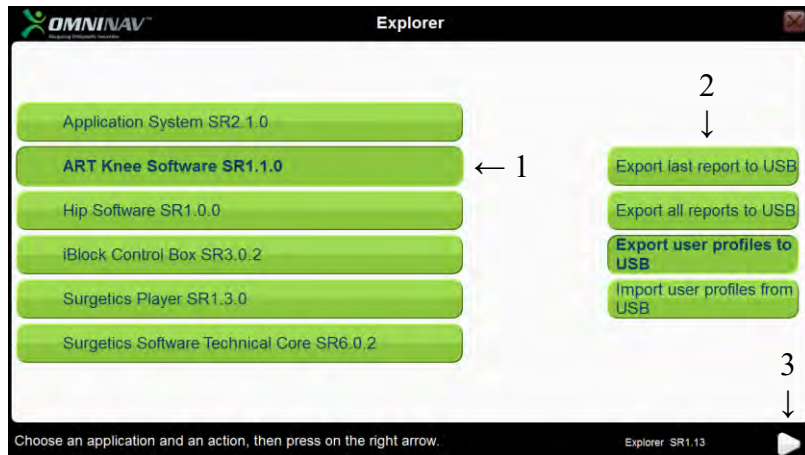 OMNINAV™
Explorer
2
Application System SR2.1.0
ART Knee Software SR1.1.0
← 1
Export last report to USB
Hip Software SR1.0.0
Export all reports to USB
iBlock Control Box SR3.0.2
Export user profiles to
USB
Surgetics Player SR1.3.0
Import user profiles from
USB
Surgetics Software Technical Core SR6.0.2
3
Choose an application and an action, then press on the right arrow.
Explorer SR1.13